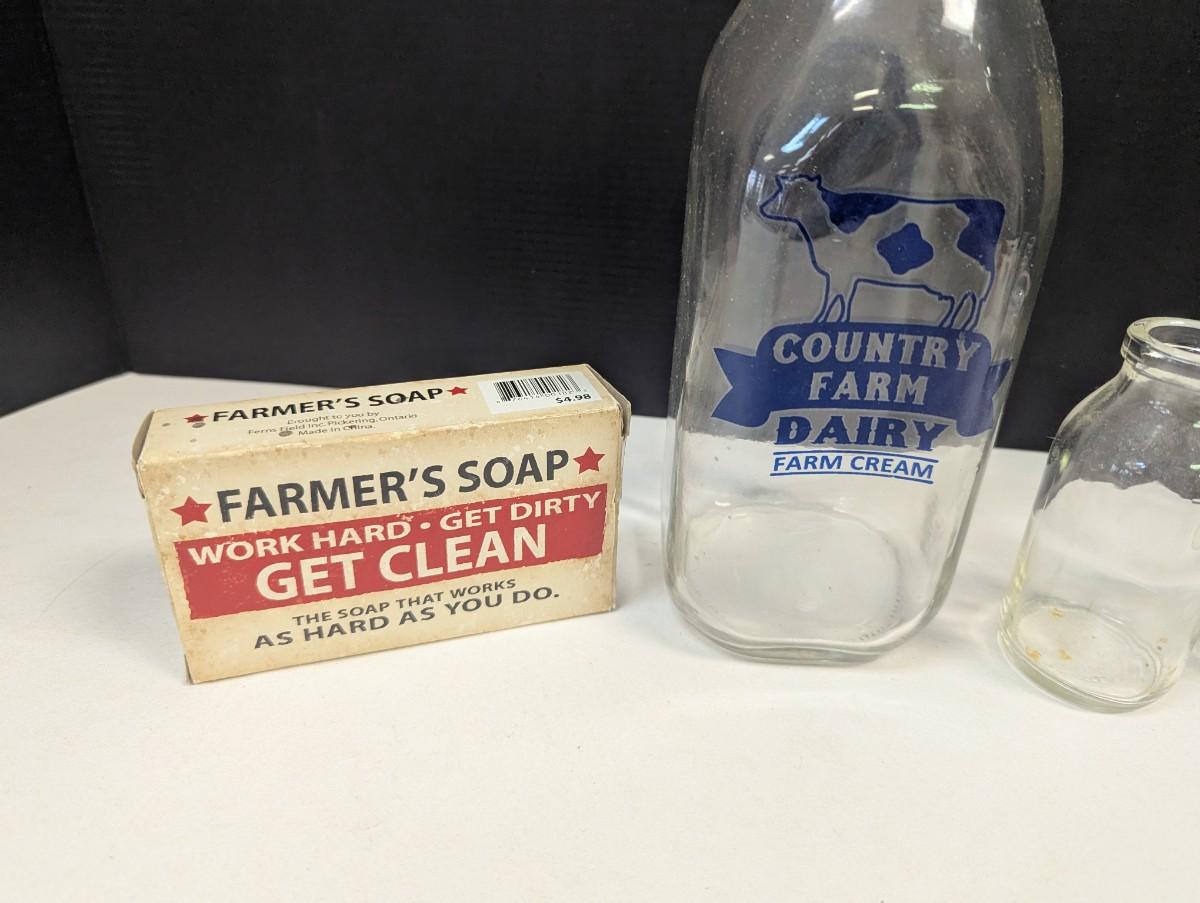 ★ FARMER'S SOAP ★
Brought to you by
Ferns Field Inc. Pickering, Ontario
Made in China.
$4.98
★ FARMER'S SOAP ★
WORK HARD • GET DIRTY
GET CLEAN
THE SOAP THAT WORKS
AS HARD AS YOU DO.
COUNTRY
FARM
DAIRY
FARM CREAM